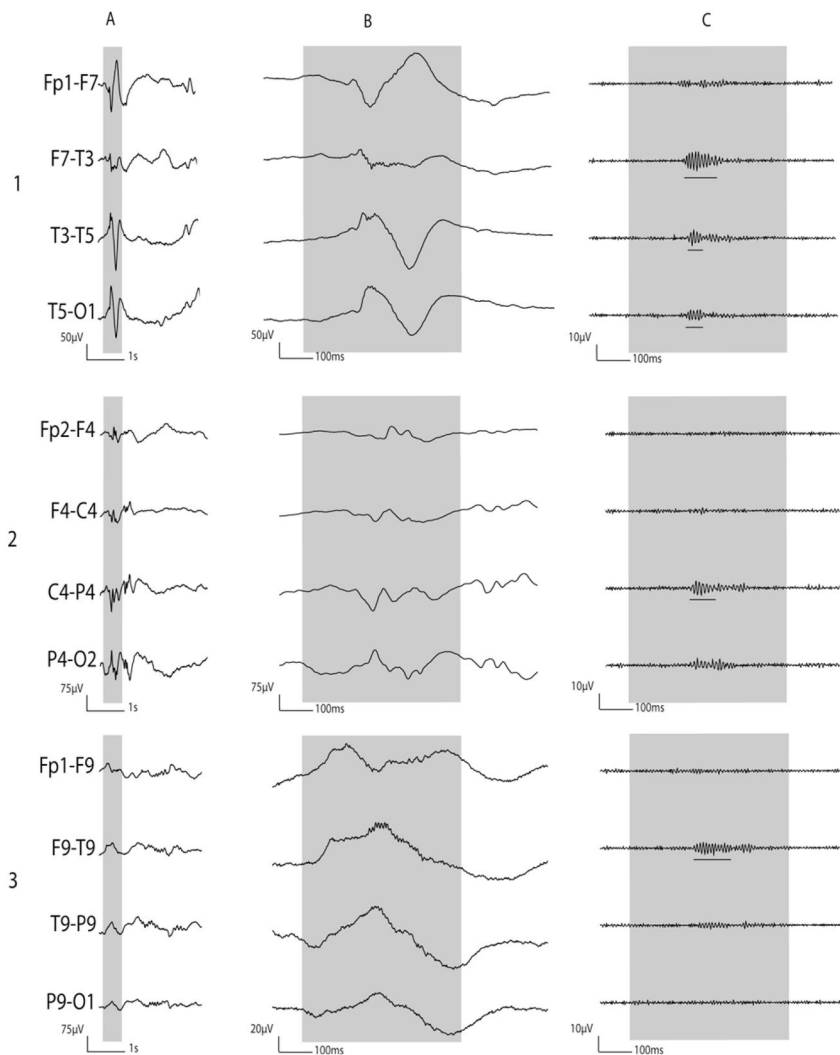 A B C
1
Fp1-F7
F7-T3
T3-T5
T5-O1
50µV 1s 50µV 100ms 10µV 100ms
2
Fp2-F4
F4-C4
C4-P4
P4-O2
75µV 1s 75µV 100ms 10µV 100ms
3
Fp1-F9
F9-T9
T9-P9
P9-O1
75µV 1s 20µV 100ms 10µV 100ms